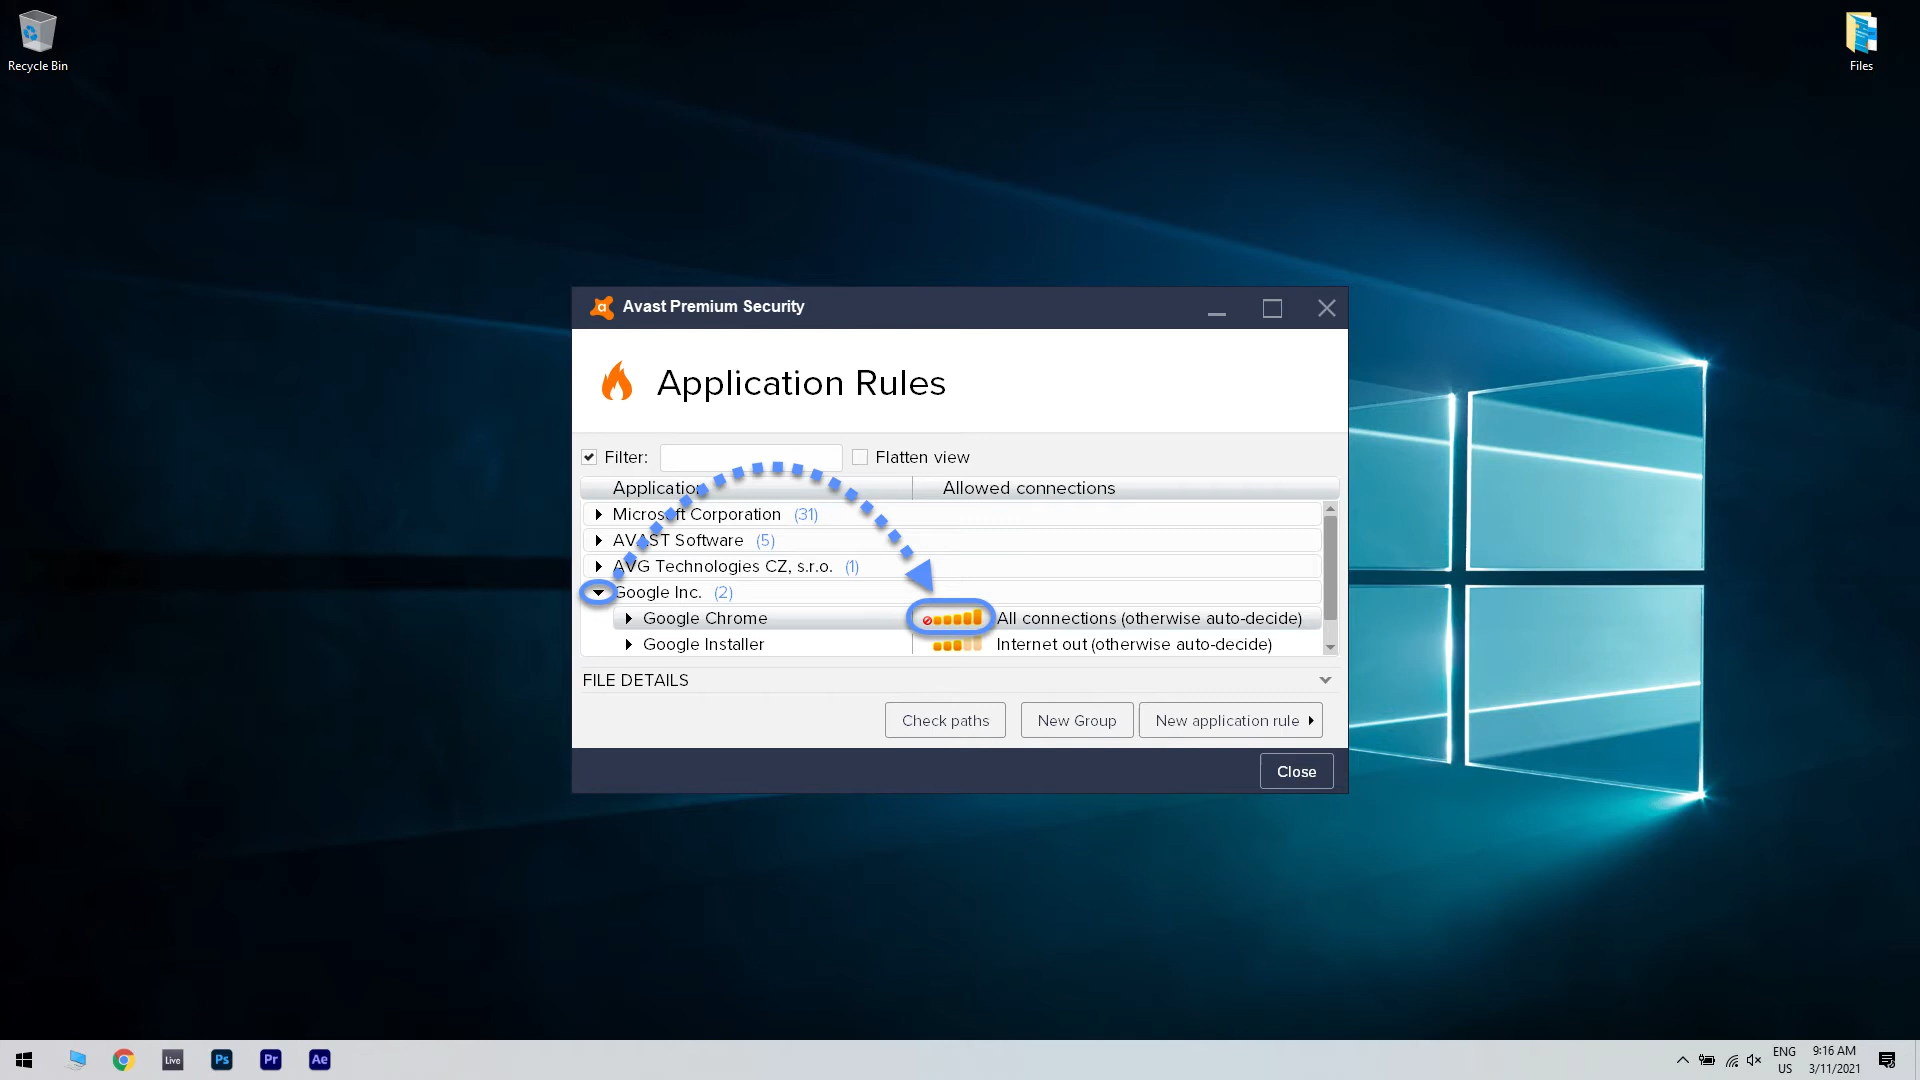 Recycle Bin
Files
Avast Premium Security
Application Rules
Filter:
Flatten view
Application
Allowed connections
Microsoft Corporation (31)
AVAST Software (5)
AVG Technologies CZ, s.r.o. (1)
Google Inc. (2)
Google Chrome
All connections (otherwise auto-decide)
Google Installer
Internet out (otherwise auto-decide)
FILE DETAILS
Check paths
New Group
New application rule
Close
Live
Ps
Pr
Ae
ENG
US
9:16 AM
3/11/2021